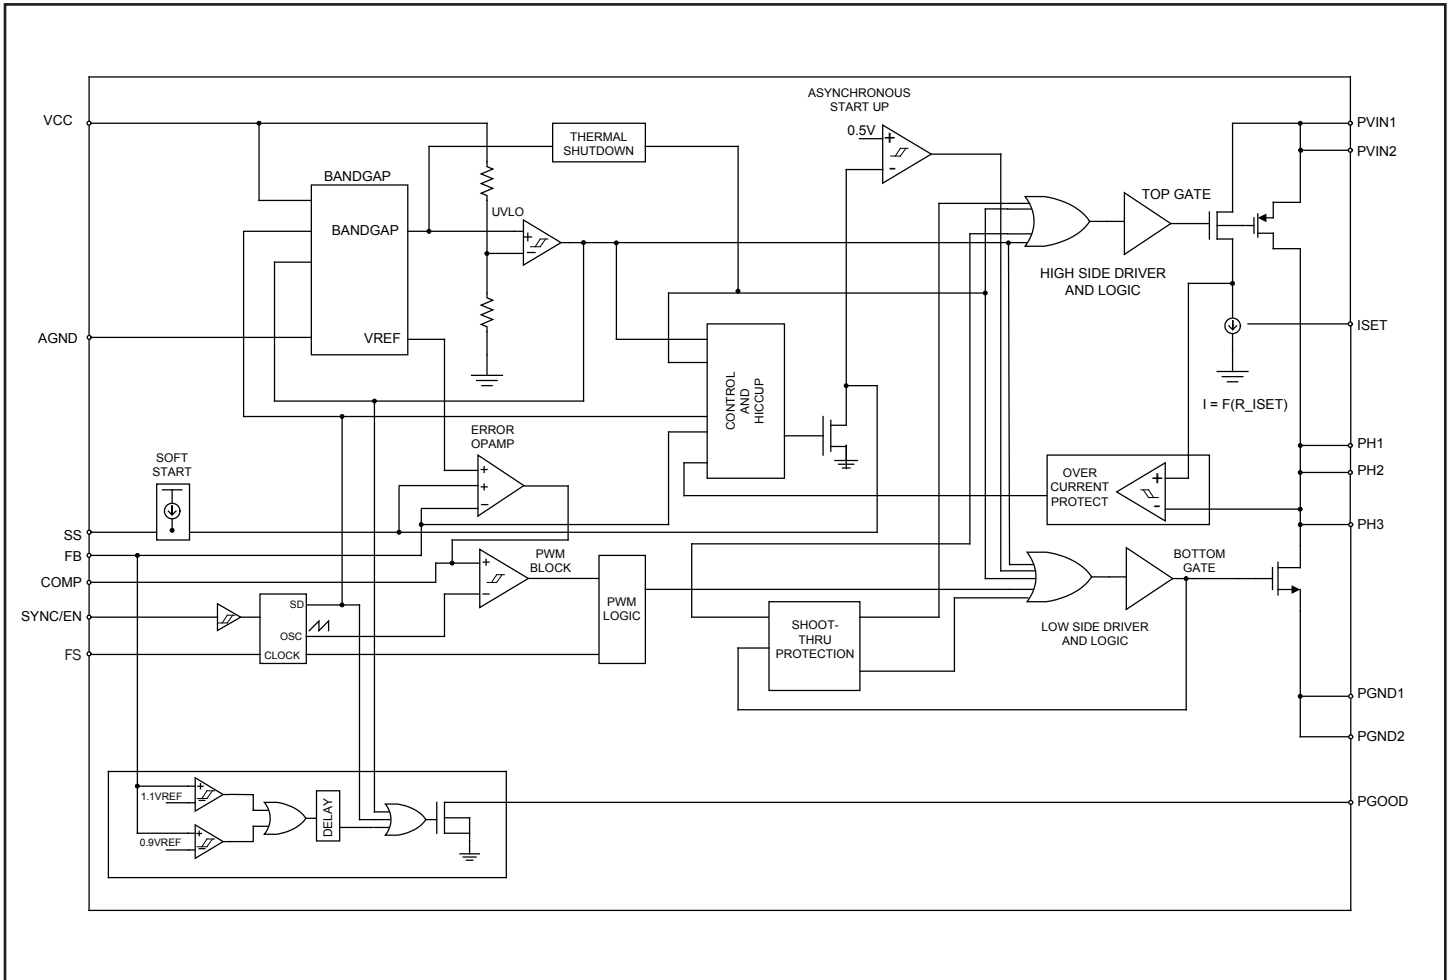 ASYNCHRONOUS
START UP
VCC
0.5V
+
-
PVIN1
THERMAL
SHUTDOWN
PVIN2
BANDGAP
TOP GATE
UVLO
BANDGAP
+
-
HIGH SIDE DRIVER
AND LOGIC
AGND
VREF
ISET
CONTROL
AND
HICCUP
I = F(R_ISET)
ERROR
OPAMP
PH1
SOFT
START
+
+
-
OVER
CURRENT
PROTECT
+
-
PH2
SS
PH3
FB
PWM
BLOCK
BOTTOM
GATE
COMP
+
-
SD
PWM
LOGIC
SYNC/EN
OSC
SHOOT-
THRU
PROTECTION
LOW SIDE DRIVER
AND LOGIC
FS
CLOCK
PGND1
PGND2
+
1.1VREF
DELAY
PGOOD
+
0.9VREF